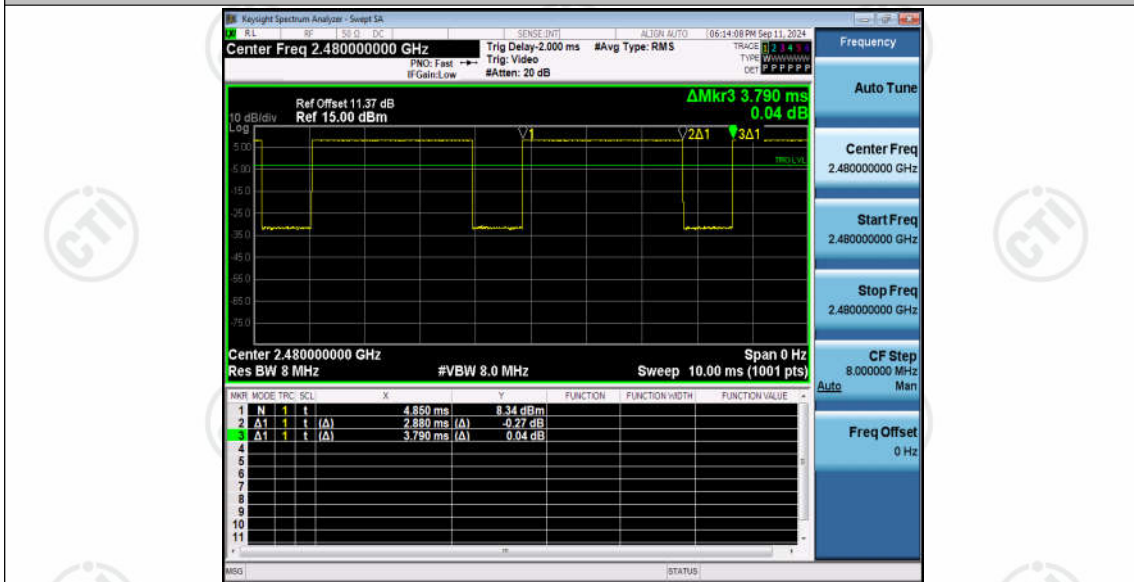 Keysight Spectrum Analyzer - Swept SA
RL RF 50 Ω DC SENSE:INT ALIGN AUTO 06:14:08 PM Sep 11, 2024
Center Freq 2.480000000 GHz
PNO: Fast
IFGain:Low
Trig Delay-2.000 ms #Avg Type: RMS
Trig: Video
#Atten: 20 dB
TRACE 1 2 3 4 5 6
TYPE WWWWWW
DET P P P P P P
Frequency
Auto Tune
Center Freq
2.480000000 GHz
Start Freq
2.480000000 GHz
Stop Freq
2.480000000 GHz
CF Step
8.000000 MHz
Auto Man
Freq Offset
0 Hz
ΔMkr3 3.790 ms
0.04 dB
Ref Offset 11.37 dB
10 dB/div Ref 15.00 dBm
Log
1 2Δ1 3Δ1
TRIG LVL
5.00
-5.00
-15.0
-25.0
-35.0
-45.0
-55.0
-65.0
-75.0
Center 2.480000000 GHz Span 0 Hz
Res BW 8 MHz #VBW 8.0 MHz Sweep 10.00 ms (1001 pts)
MKR MODE TRC SCL X Y FUNCTION FUNCTION WIDTH FUNCTION VALUE
1 N 1 t 4.850 ms 8.34 dBm
2 Δ1 1 t (Δ) 2.880 ms (Δ) -0.27 dB
3 Δ1 1 t (Δ) 3.790 ms (Δ) 0.04 dB
4
5
6
7
8
9
10
11
MSG STATUS
CTI
CTI